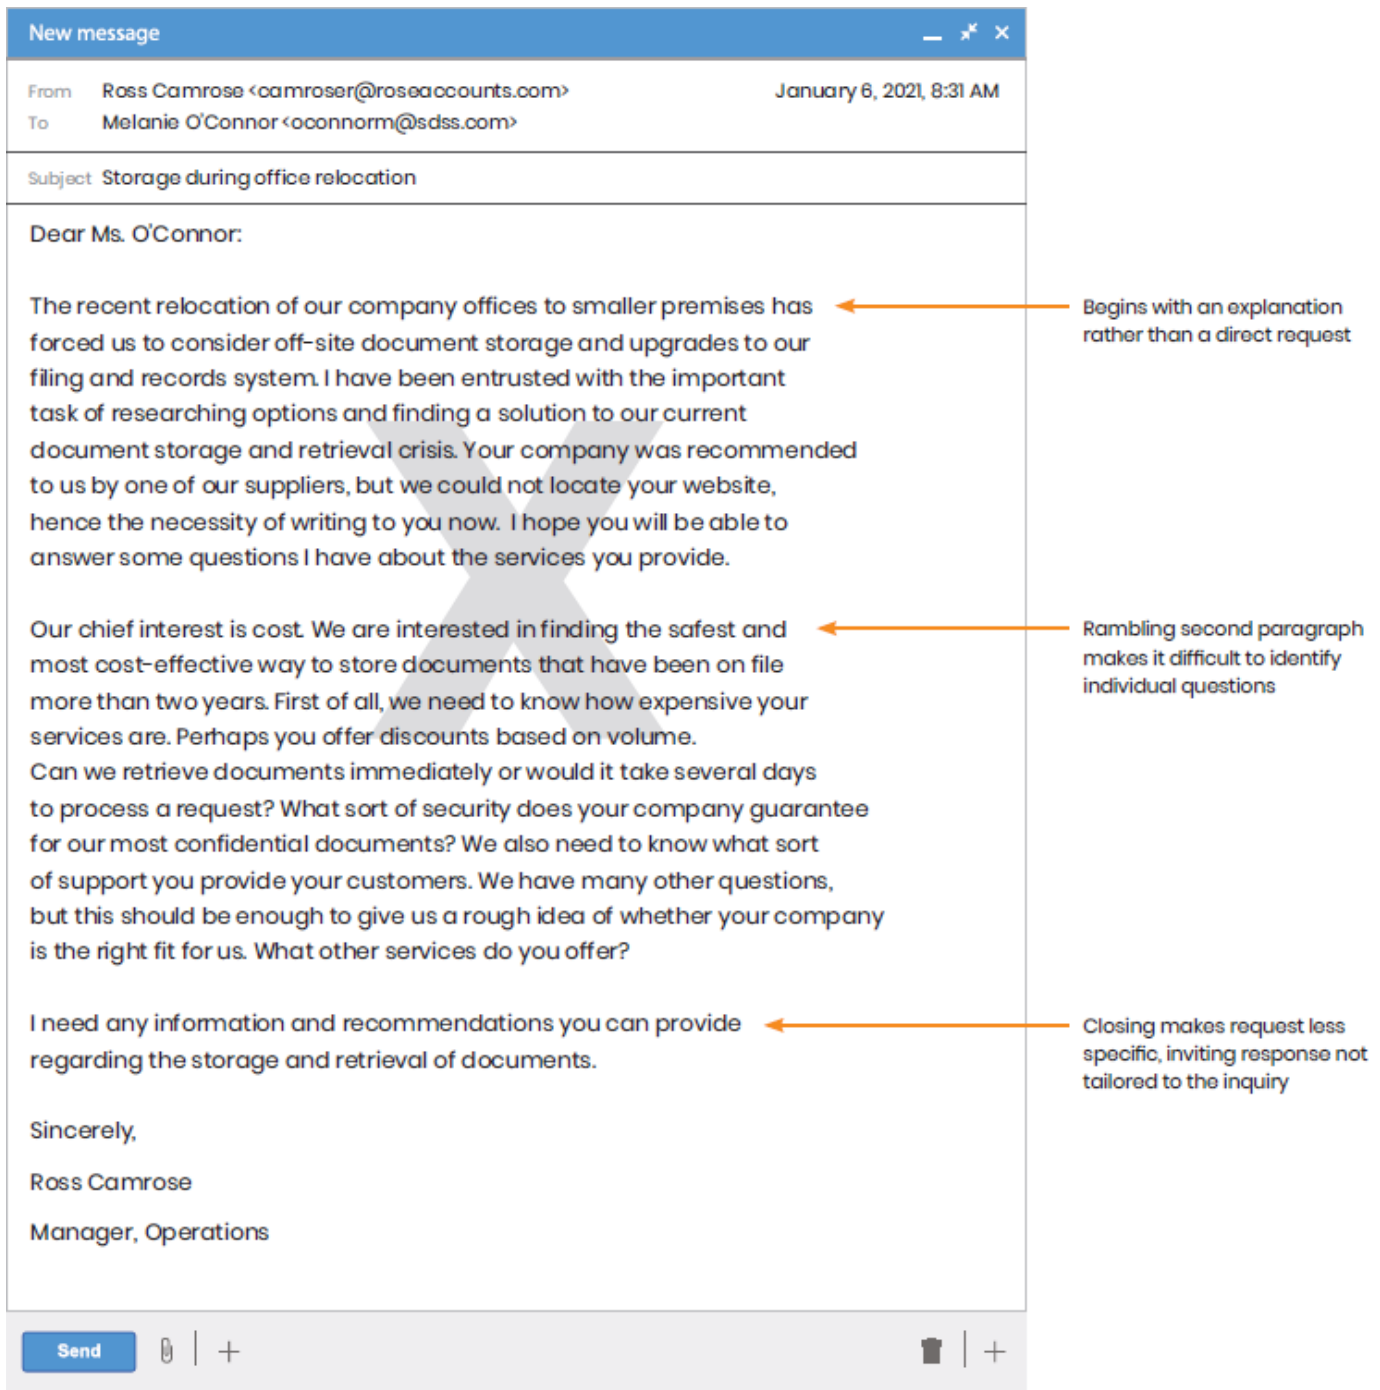 New message
From Ross Camrose <camroser@roseaccounts.com> January 6, 2021, 8:31 AM
To Melanie O'Connor <oconnorm@sdss.com>
Subject Storage during office relocation
Dear Ms. O'Connor:
The recent relocation of our company offices to smaller premises has
forced us to consider off-site document storage and upgrades to our
filing and records system. I have been entrusted with the important
task of researching options and finding a solution to our current
document storage and retrieval crisis. Your company was recommended
to us by one of our suppliers, but we could not locate your website,
hence the necessity of writing to you now. I hope you will be able to
answer some questions I have about the services you provide.
Begins with an explanation
rather than a direct request
Our chief interest is cost. We are interested in finding the safest and
most cost-effective way to store documents that have been on file
more than two years. First of all, we need to know how expensive your
services are. Perhaps you offer discounts based on volume.
Can we retrieve documents immediately or would it take several days
to process a request? What sort of security does your company guarantee
for our most confidential documents? We also need to know what sort
of support you provide your customers. We have many other questions,
but this should be enough to give us a rough idea of whether your company
is the right fit for us. What other services do you offer?
Rambling second paragraph
makes it difficult to identify
individual questions
I need any information and recommendations you can provide
regarding the storage and retrieval of documents.
Closing makes request less
specific, inviting response not
tailored to the inquiry
Sincerely,
Ross Camrose
Manager, Operations
Send